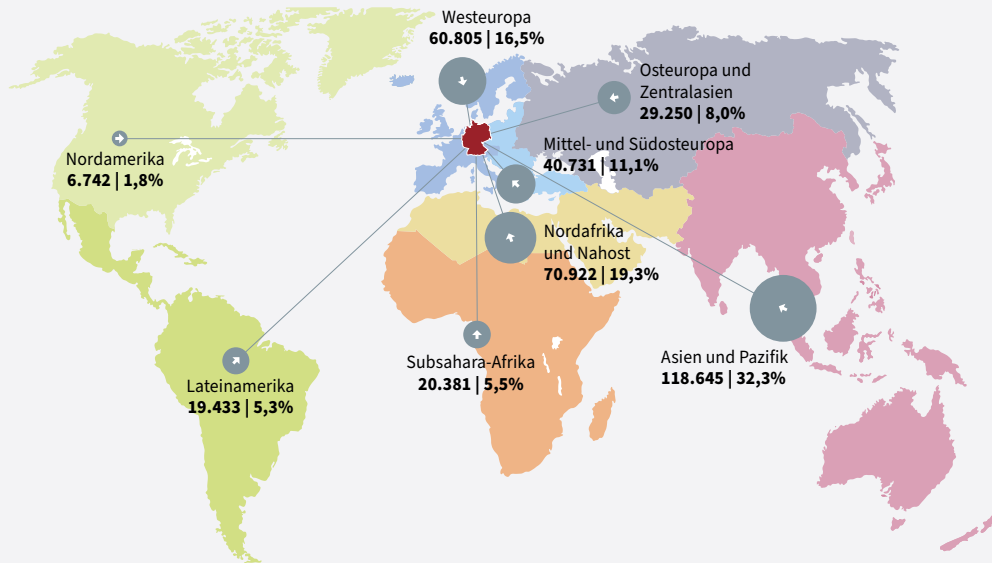 Westeuropa
60.805 | 16,5%
Osteuropa und
Zentralasien
29.250 | 8,0%
Nordamerika
6.742 | 1,8%
Mittel- und Südosteuropa
40.731 | 11,1%
Nordafrika
und Nahost
70.922 | 19,3%
Lateinamerika
19.433 | 5,3%
Subsahara-Afrika
20.381 | 5,5%
Asien und Pazifik
118.645 | 32,3%